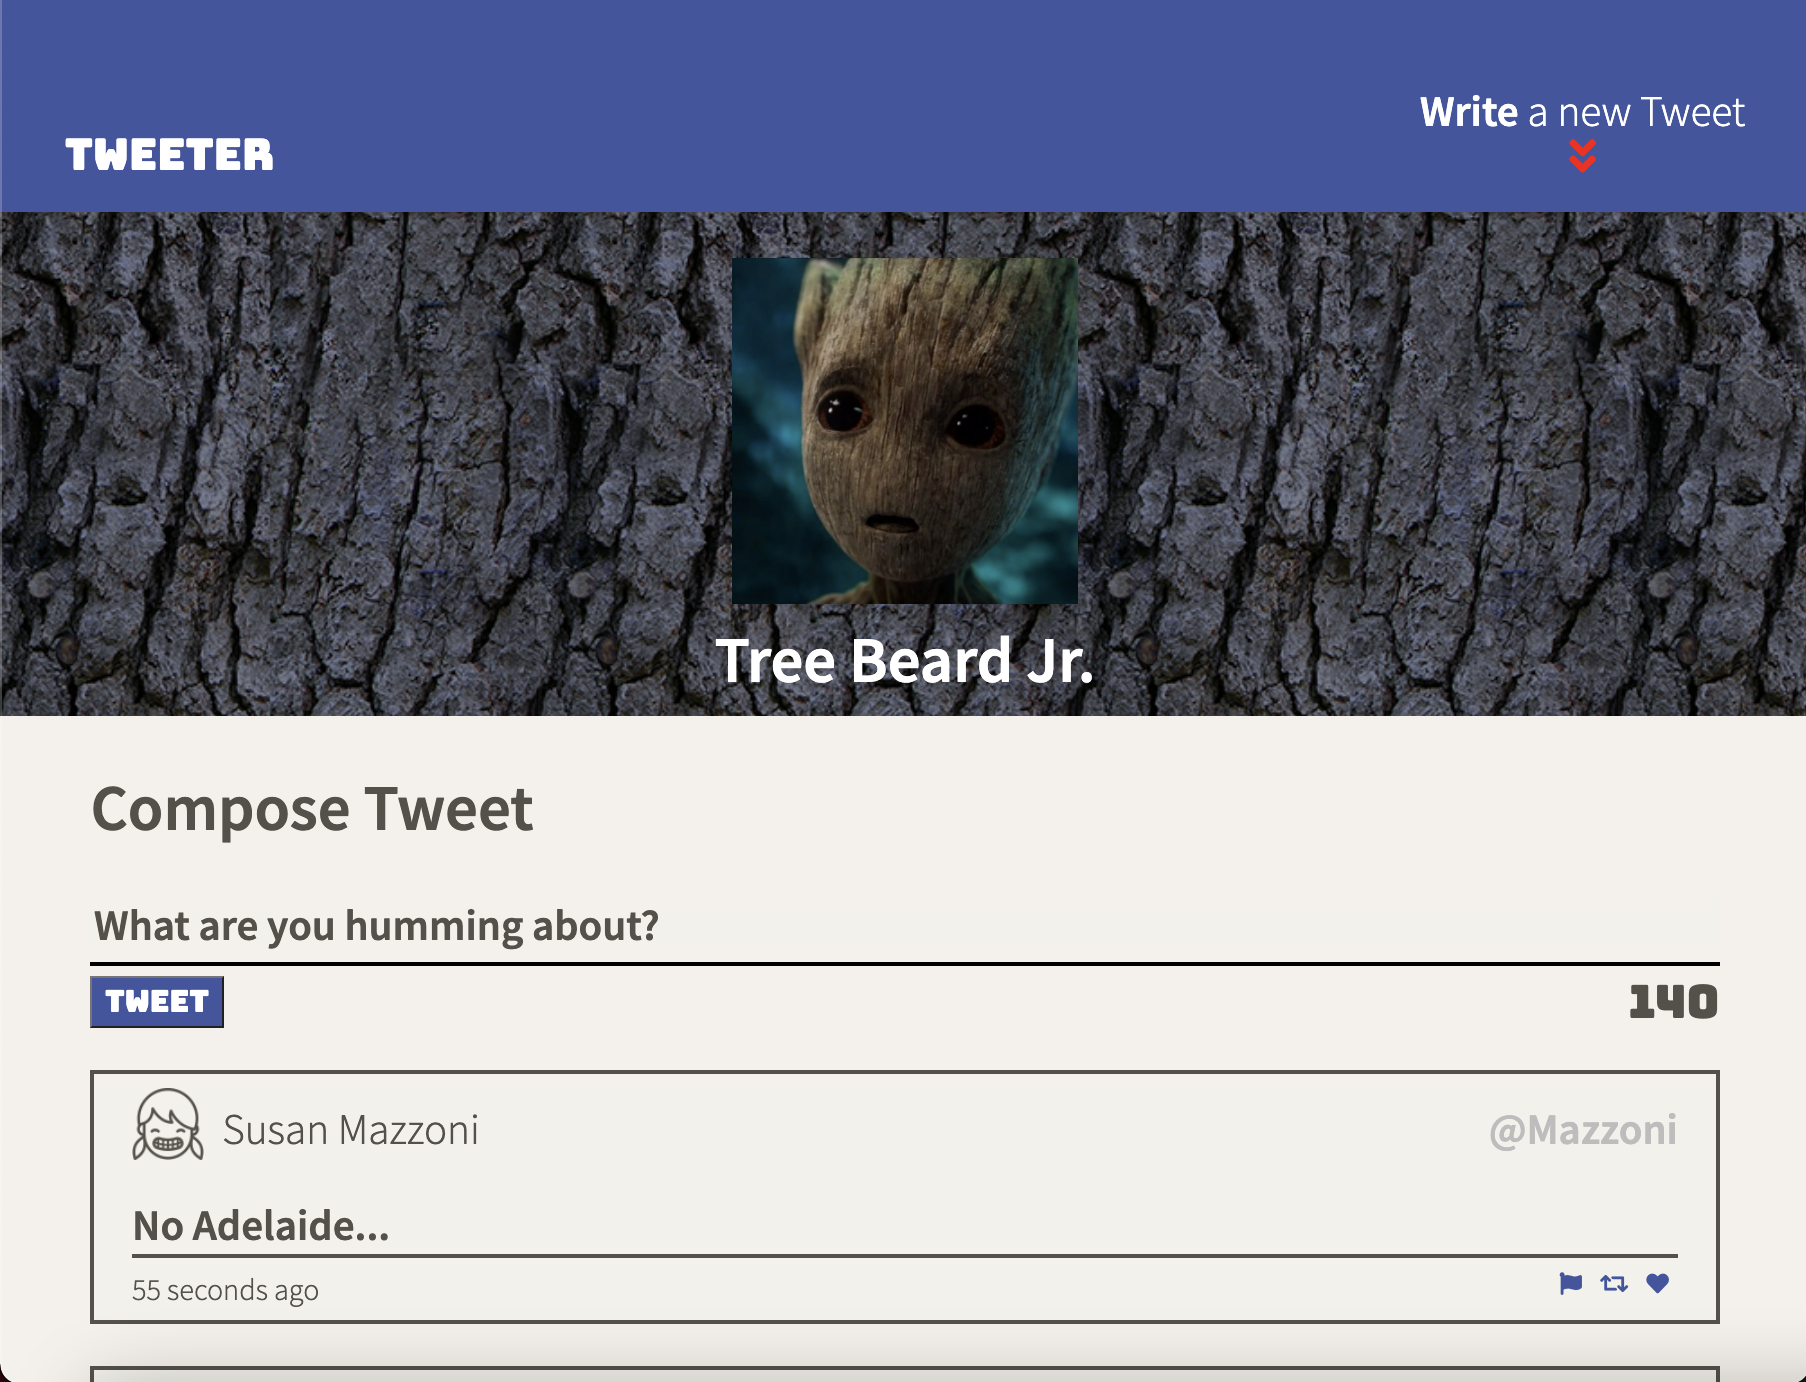 Write a new Tweet
TWEETER
Tree Beard Jr.
Compose Tweet
What are you humming about?
TWEET
140
Susan Mazzoni
@Mazzoni
No Adelaide...
55 seconds ago